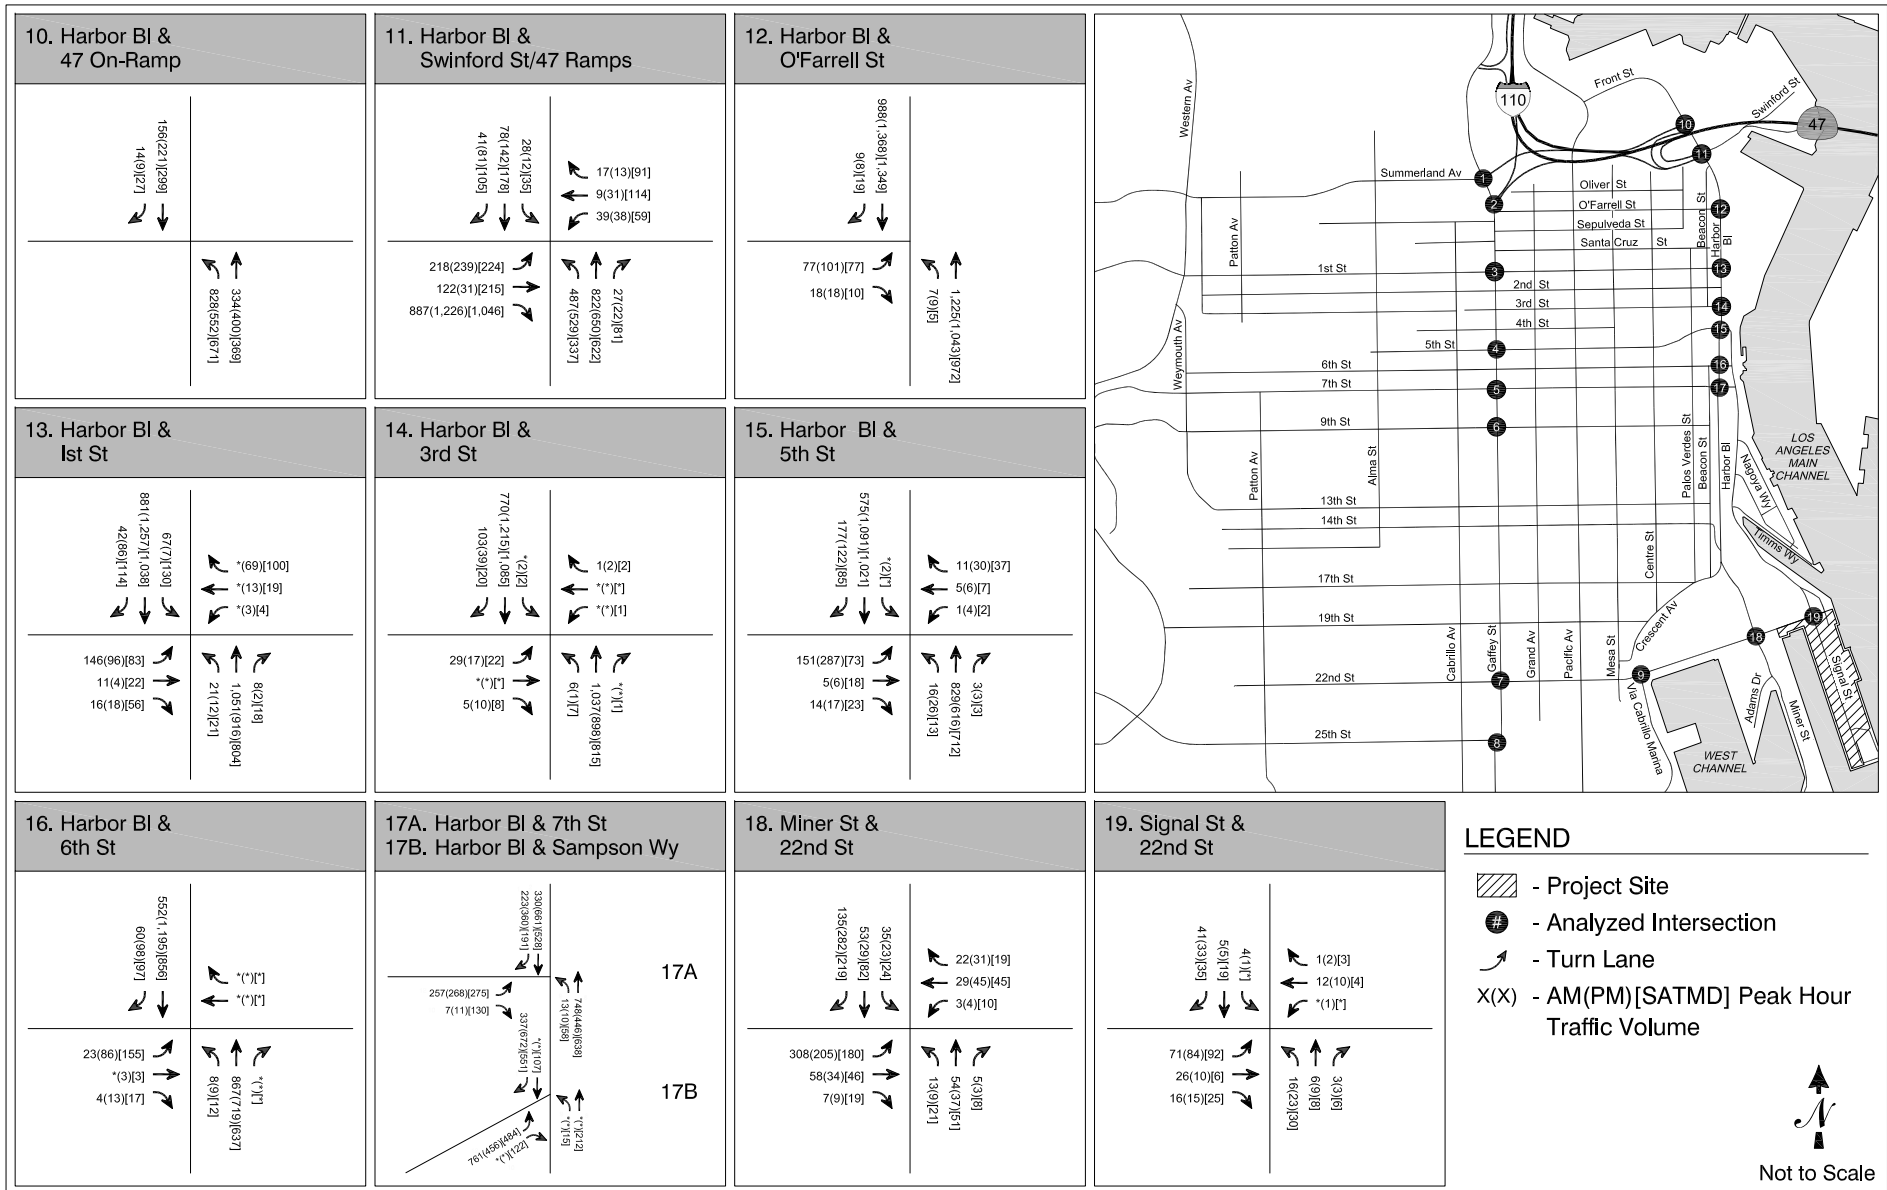 10. Harbor Bl &
47 On-Ramp
156(221)[299]
14(9)[27]
828(552)[671]
334(400)[369]
11. Harbor Bl &
Swinford St/47 Ramps
41(81)[105]
78(142)[178]
28(12)[35]
17(13)[91]
9(31)[114]
39(38)[59]
218(239)[224]
122(31)[215]
887(1,226)[1,046]
487(529)[337]
822(650)[622]
27(22)[81]
12. Harbor Bl &
O'Farrell St
988(1,368)[1,349]
9(8)[19]
77(101)[77]
18(18)[10]
7(9)[5]
1,225(1,043)[972]
13. Harbor Bl &
Ist St
42(86)[114]
881(1,257)[1,038]
67(7)[130]
*(69)[100]
*(13)[19]
*(3)[4]
146(96)[83]
11(4)[22]
16(18)[56]
21(12)[21]
1,051(916)[804]
8(2)[18]
14. Harbor Bl &
3rd St
103(39)[20]
770(1,215)[1,085]
*(2)[2]
1(2)[2]
*(*)[*]
*(*)[1]
29(17)[22]
*(*)[*]
5(10)[8]
6(1)[7]
1,037(898)[815]
*(*)[1]
15. Harbor Bl &
5th St
177(122)[85]
575(1,091)[1,021]
*(2)[*]
11(30)[37]
5(6)[7]
1(4)[2]
151(287)[73]
5(6)[18]
14(17)[23]
16(26)[13]
829(616)[712]
3(3)[3]
16. Harbor Bl &
6th St
60(98)[97]
552(1,195)[856]
*(*)[*]
*(*)[*]
23(86)[155]
*(3)[3]
4(13)[17]
8(9)[12]
867(719)[637]
*(*)[*]
17A. Harbor Bl & 7th St
17B. Harbor Bl & Sampson Wy
223(360)[191]
330(661)[528]
17A
257(268)[275]
7(11)[130]
13(10)[58]
748(446)[638]
337(672)[551]
*(*)[107]
17B
761(456)[484]
*(*)[122]
*(*)[15]
*(*)[212]
18. Miner St &
22nd St
135(282)[219]
53(29)[82]
35(23)[24]
22(31)[19]
29(45)[45]
3(4)[10]
308(205)[180]
58(34)[46]
7(9)[19]
13(9)[21]
54(37)[51]
5(3)[8]
19. Signal St &
22nd St
41(33)[35]
5(5)[19]
4(1)[*]
1(2)[3]
12(10)[4]
*(1)[*]
71(84)[92]
26(10)[6]
16(15)[25]
16(23)[30]
6(9)[8]
3(3)[6]
110
47
Western Av
Front St
Swinford St
10
11
Summerland Av
1
2
Oliver St
O'Farrell St
12
Sepulveda St
Santa Cruz St
Beacon St
Harbor Bl
Patton Av
1st St
3
13
2nd St
3rd St
14
4th St
15
5th St
4
6th St
16
7th St
5
17
Weymouth Av
9th St
6
Patton Av
Alma St
Palos Verdes St
Beacon St
Harbor Bl
Nagoya Wy
LOS
ANGELES
MAIN
CHANNEL
13th St
14th St
Timms Wy
Centre St
17th St
19th St
Crescent Av
18
19
Cabrillo Av
Gaffey St
Grand Av
Pacific Av
Mesa St
22nd St
7
9
Via Cabrillo Marina
Adams Dr
Miner St
Signal St
25th St
8
WEST
CHANNEL
LEGEND
- Project Site
# - Analyzed Intersection
- Turn Lane
X(X) - AM(PM)[SATMD] Peak Hour
Traffic Volume
N
Not to Scale